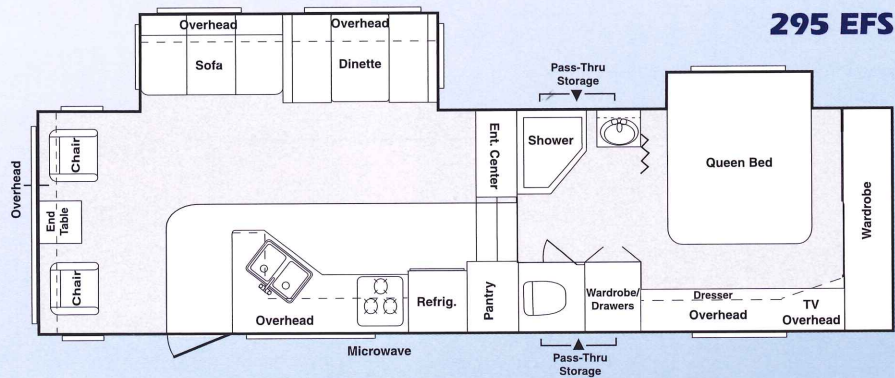 295 EFS
Overhead
Overhead
Sofa
Dinette
Pass-Thru
Storage
Overhead
Chair
End
Table
Chair
Ent. Center
Shower
Queen Bed
Wardrobe
Overhead
Refrig.
Pantry
Wardrobe/
Drawers
Dresser
Overhead
TV
Overhead
Microwave
Pass-Thru
Storage